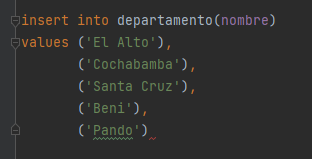 insert into departamento(nombre)
values ('El Alto'),
('Cochabamba'),
('Santa Cruz'),
('Beni'),
('Pando')